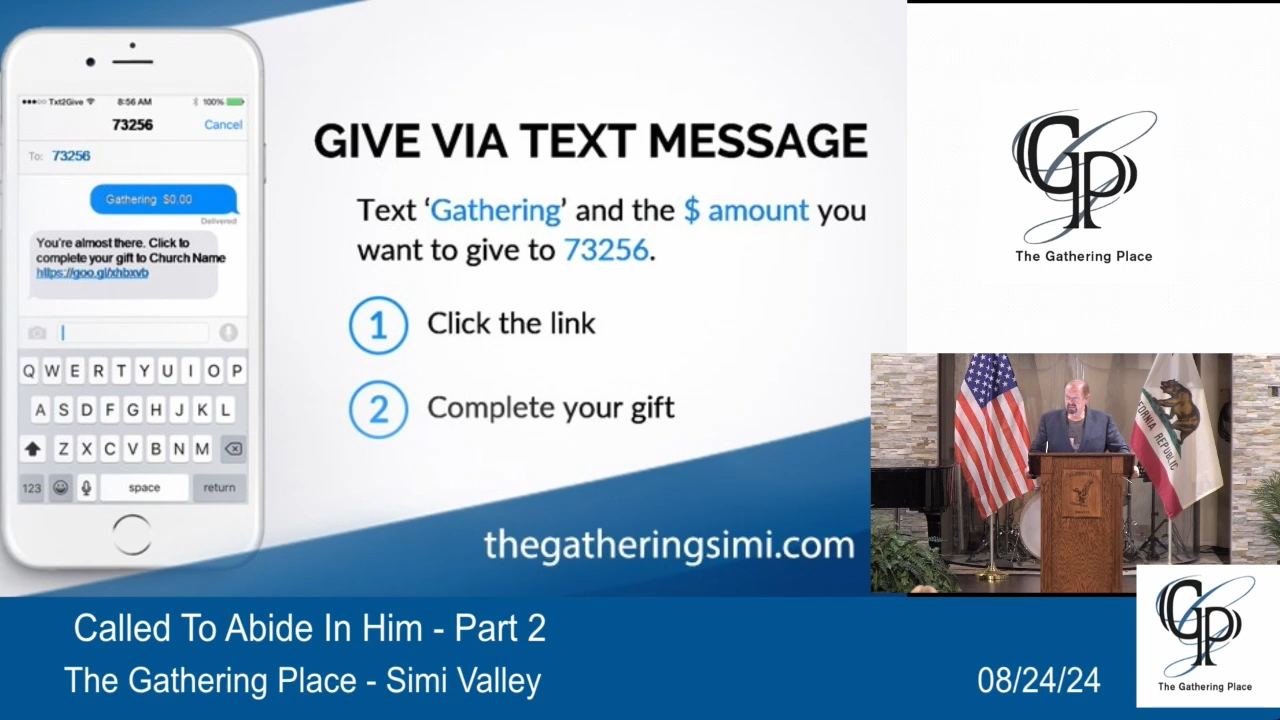 ●●●○○ Txt2Give 8:56 AM 100%
73256 Cancel
To: 73256
Gathering $0.00
Delivered
You're almost there. Click to
complete your gift to Church Name
https://goo.gl/xhbxvb
Q W E R T Y U I O P
A S D F G H J K L
Z X C V B N M
123 space return
GIVE VIA TEXT MESSAGE
Text ‘Gathering’ and the $ amount you
want to give to 73256.
1 Click the link
2 Complete your gift
thegatheringsimi.com
GP
The Gathering Place
CALIFORNIA REPUBLIC
Called To Abide In Him - Part 2
The Gathering Place - Simi Valley
08/24/24
GP
The Gathering Place